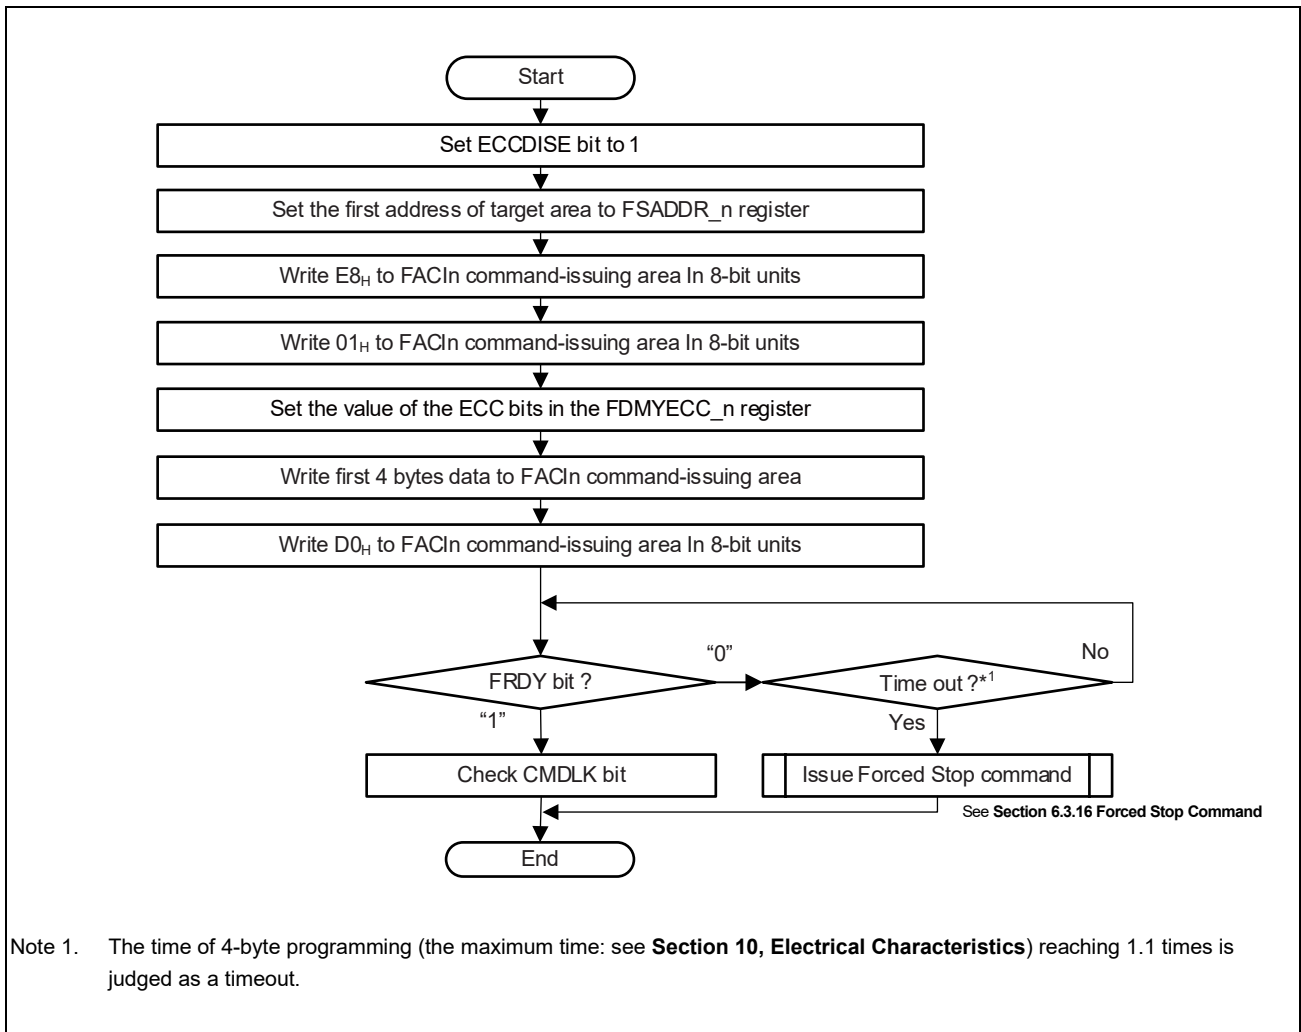 Start
Set ECCDISE bit to 1
Set the first address of target area to FSADDR_n register
Write E8H to FACIn command-issuing area In 8-bit units
Write 01H to FACIn command-issuing area In 8-bit units
Set the value of the ECC bits in the FDMYECC_n register
Write first 4 bytes data to FACIn command-issuing area
Write D0H to FACIn command-issuing area In 8-bit units
“0”
No
FRDY bit ?
Time out ?*1
“1”
Yes
Check CMDLK bit
Issue Forced Stop command
See Section 6.3.16 Forced Stop Command
End
Note 1. The time of 4-byte programming (the maximum time: see Section 10, Electrical Characteristics) reaching 1.1 times is
judged as a timeout.